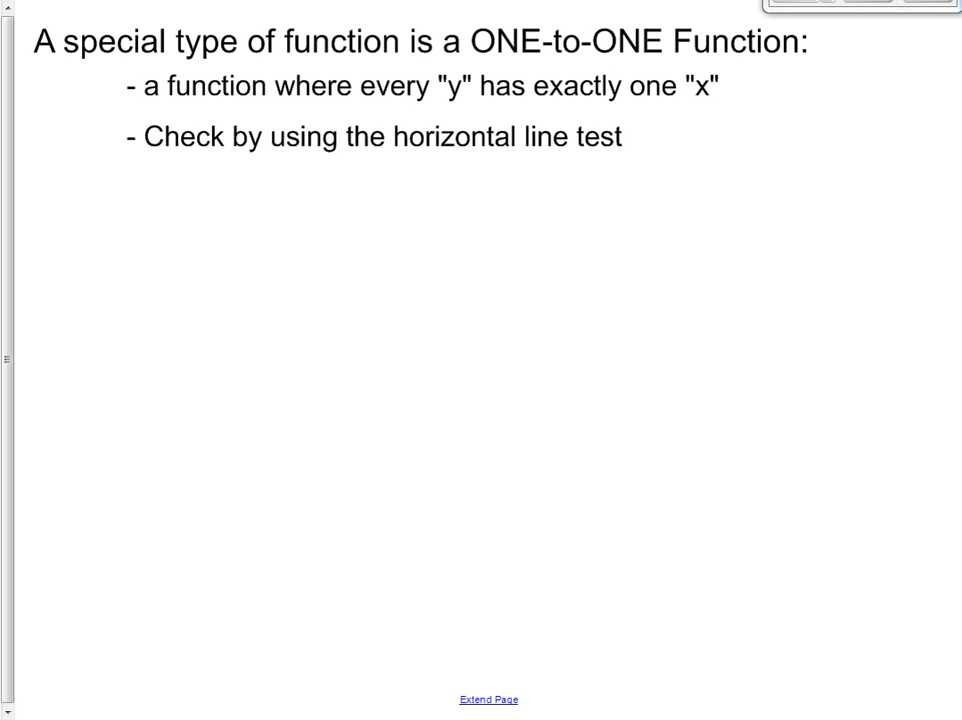 A special type of function is a ONE-to-ONE Function:
- a function where every "y" has exactly one "x"
- Check by using the horizontal line test
Extend Page